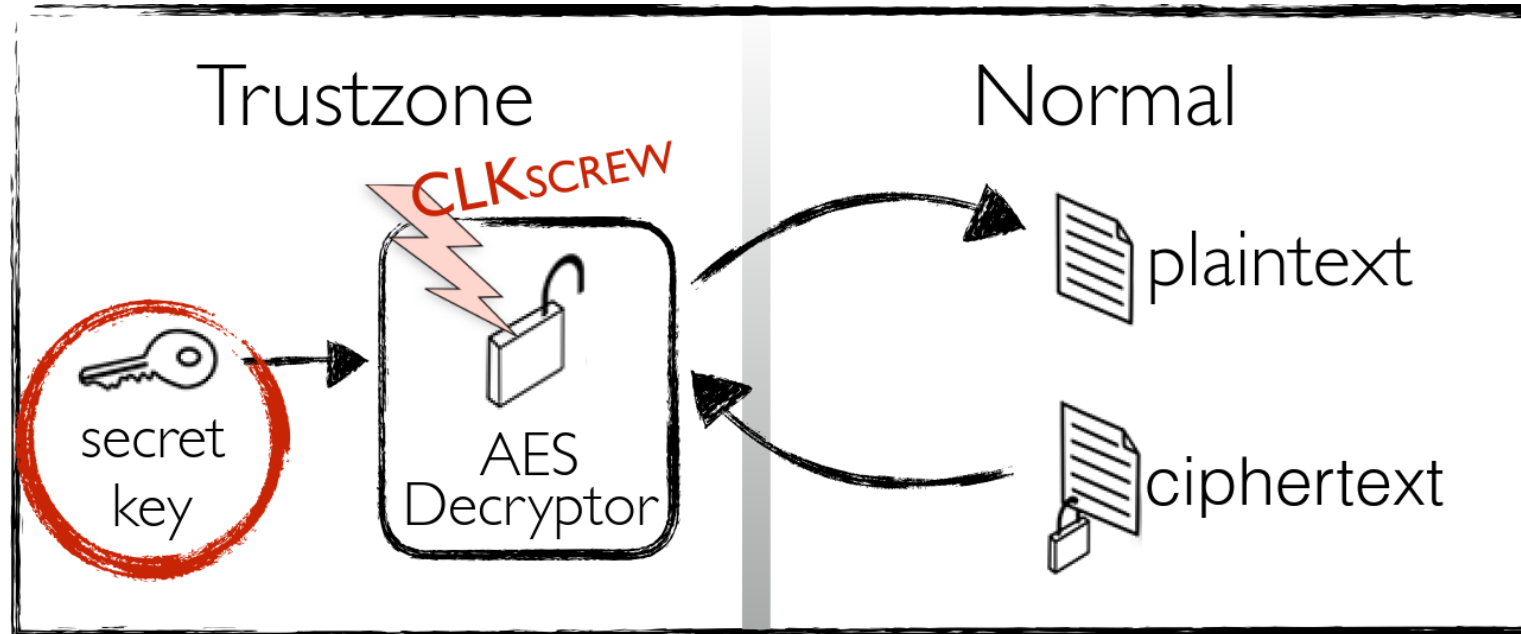 Trustzone
Normal
CLKSCREW
plaintext
secret
key
AES
Decryptor
ciphertext